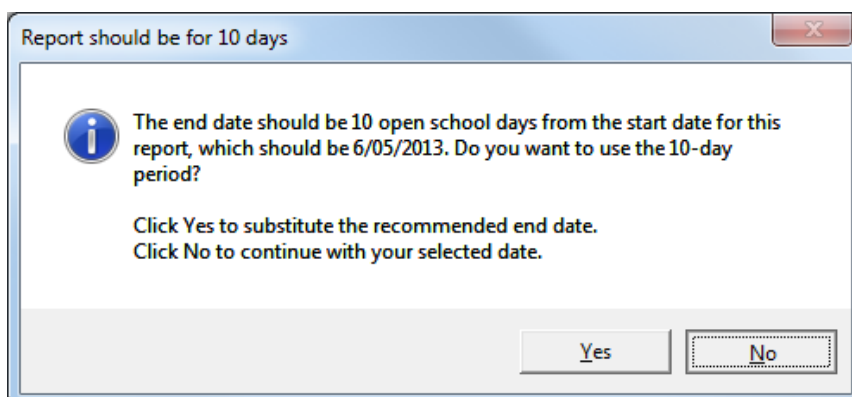 Report should be for 10 days
The end date should be 10 open school days from the start date for this
report, which should be 6/05/2013. Do you want to use the 10-day
period?
Click Yes to substitute the recommended end date.
Click No to continue with your selected date.
Yes
No